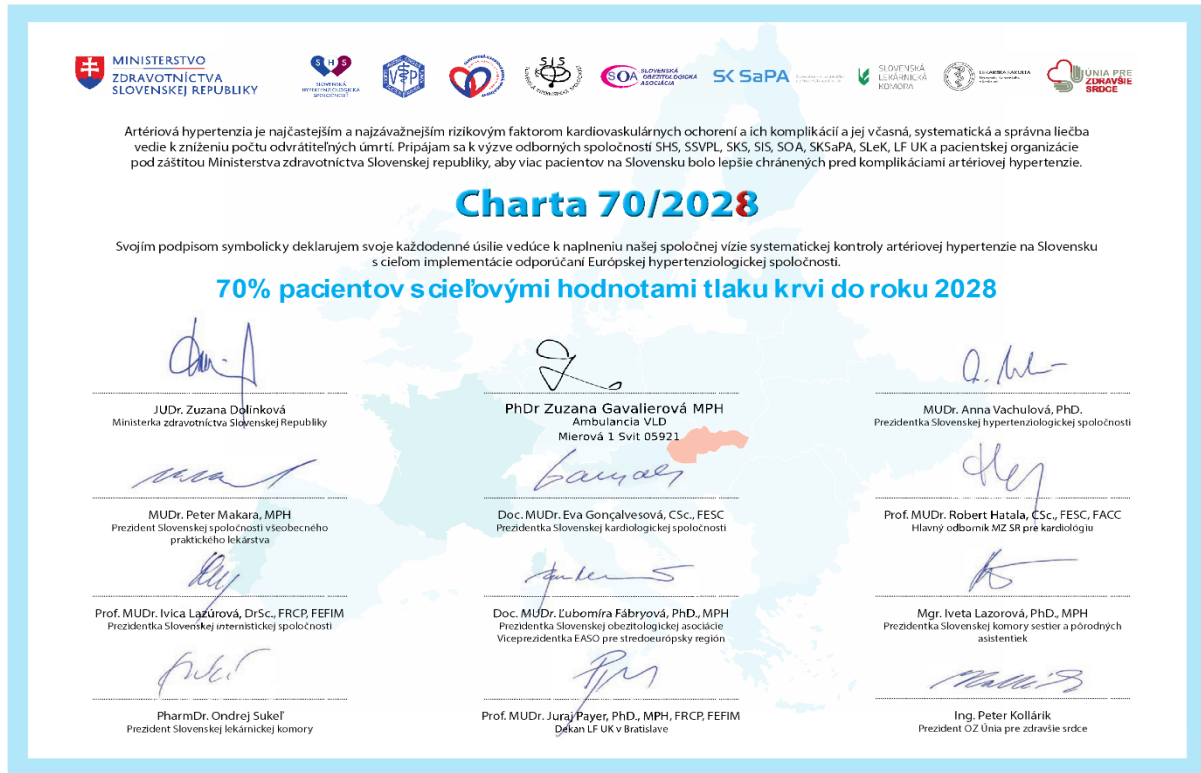 MINISTERSTVO
ZDRAVOTNÍCTVA
SLOVENSKEJ REPUBLIKY
S H S
SLOVENSKÁ
HYPERTENZIOLOGICKÁ
SPOLOČNOSŤ
SIS
SOA SLOVENSKÁ
OBEZITOLOGICKÁ
ASOCIÁCIA
SK SaPA
SLOVENSKÁ
LEKÁRNICKÁ
KOMORA
LEKÁRSKA FAKULTA
ÚNIA PRE
ZDRAVŠIE
SRDCE
Artériová hypertenzia je najčastejším a najzávažnejším rizikovým faktorom kardiovaskulárnych ochorení a ich komplikácií a jej včasná, systematická a správna liečba
vedie k zníženiu počtu odvrátiteľných úmrtí. Pripájam sa k výzve odborných spoločností SHS, SSVPL, SKS, SIS, SOA, SKSaPA, SLeK, LF UK a pacientskej organizácie
pod záštitou Ministerstva zdravotníctva Slovenskej republiky, aby viac pacientov na Slovensku bolo lepšie chránených pred komplikáciami artériovej hypertenzie.
Charta 70/2028
Svojím podpisom symbolicky deklarujem svoje každodenné úsilie vedúce k naplneniu našej spoločnej vízie systematickej kontroly artériovej hypertenzie na Slovensku
s cieľom implementácie odporúčaní Európskej hypertenziologickej spoločnosti.
70% pacientov s cieľovými hodnotami tlaku krvi do roku 2028
JUDr. Zuzana Dolinková
Ministerka zdravotníctva Slovenskej Republiky
PhDr Zuzana Gavalierová MPH
Ambulancia VLD
Mierová 1 Svit 05921
MUDr. Anna Vachulová, PhD.
Prezidentka Slovenskej hypertenziologickej spoločnosti
MUDr. Peter Makara, MPH
Prezident Slovenskej spoločnosti všeobecného
praktického lekárstva
Doc. MUDr. Eva Gonçalvesová, CSc., FESC
Prezidentka Slovenskej kardiologickej spoločnosti
Prof. MUDr. Robert Hatala, CSc., FESC, FACC
Hlavný odborník MZ SR pre kardiológiu
Prof. MUDr. Ivica Lazúrová, DrSc., FRCP, FEFIM
Prezidentka Slovenskej internistickej spoločnosti
Doc. MUDr. Ľubomíra Fábryová, PhD., MPH
Prezidentka Slovenskej obezitologickej asociácie
Viceprezidentka EASO pre stredoeurópsky región
Mgr. Iveta Lazorová, PhD., MPH
Prezidentka Slovenskej komory sestier a pôrodných
asistentiek
PharmDr. Ondrej Sukeľ
Prezident Slovenskej lekárnickej komory
Prof. MUDr. Juraj Payer, PhD., MPH, FRCP, FEFIM
Dekan LF UK v Bratislave
Ing. Peter Kollárik
Prezident OZ Únia pre zdravšie srdce